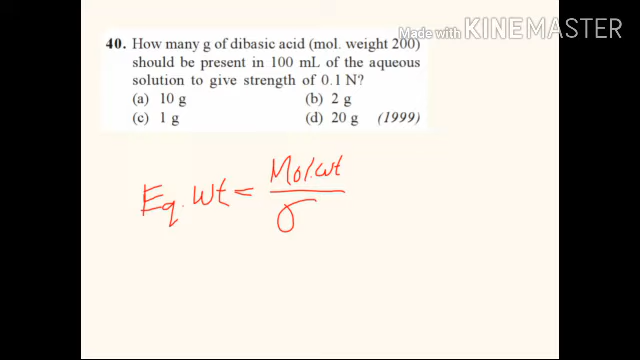 Made with KINEMASTER
40. How many g of dibasic acid (mol. weight 200)
should be present in 100 mL of the aqueous
solution to give strength of 0.1 N?
(a) 10 g (b) 2 g
(c) 1 g (d) 20 g (1999)
Eq. wt = Mol.wt